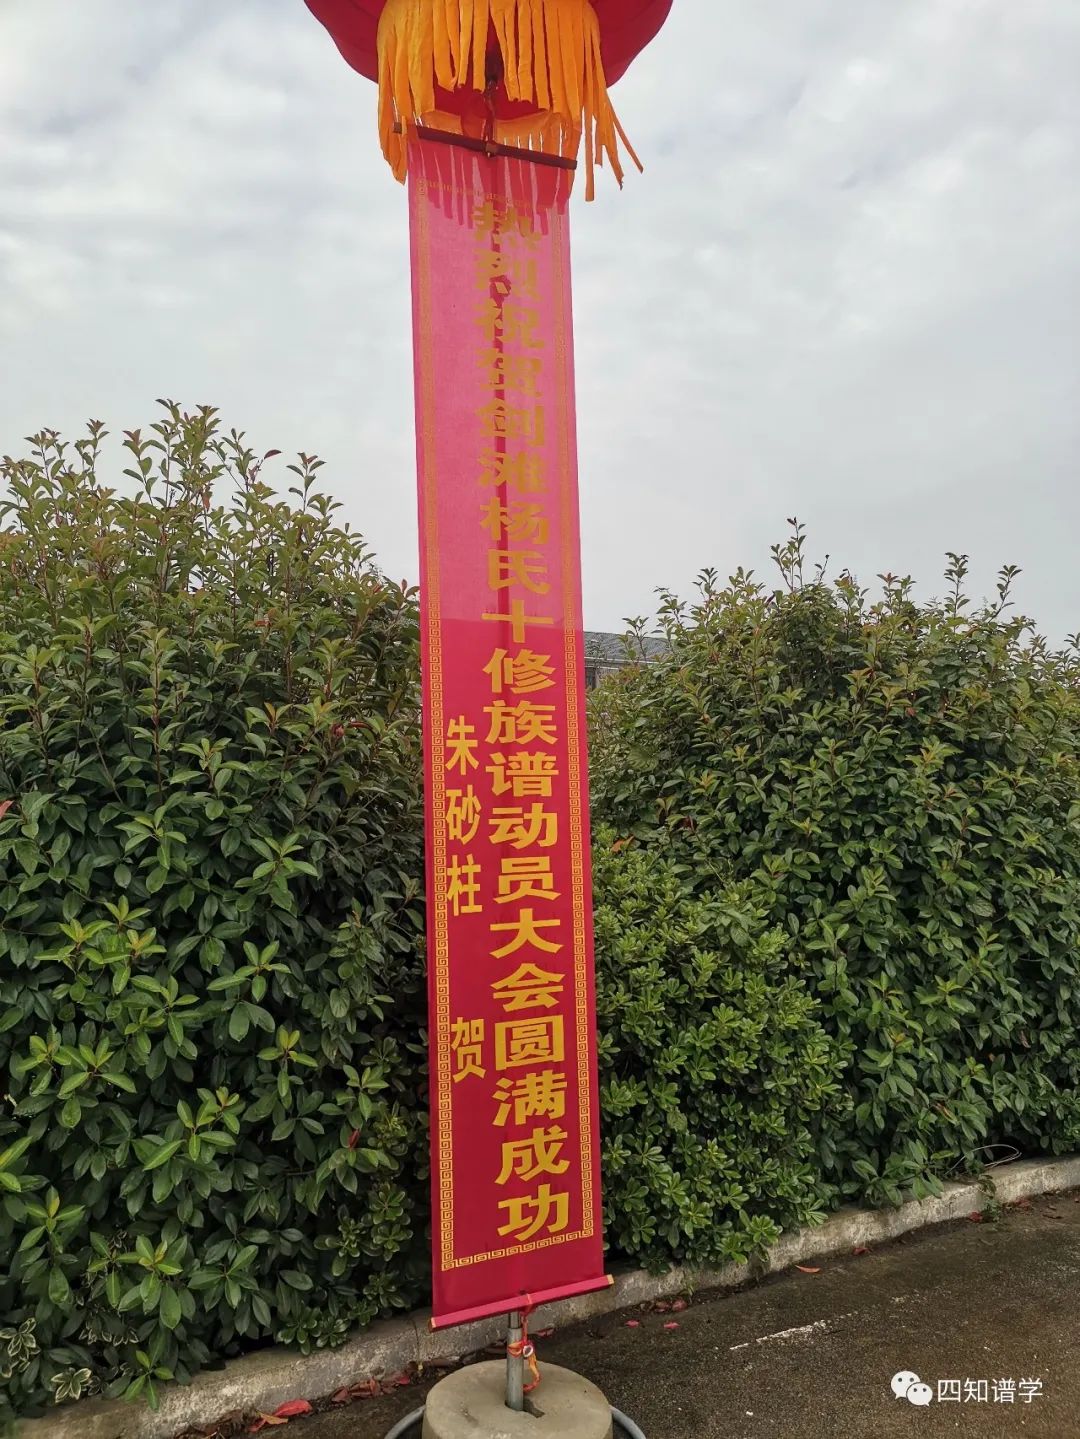 热烈祝贺剑滩杨氏十修族谱动员大会圆满成功
朱砂柱 贺
四知谱学